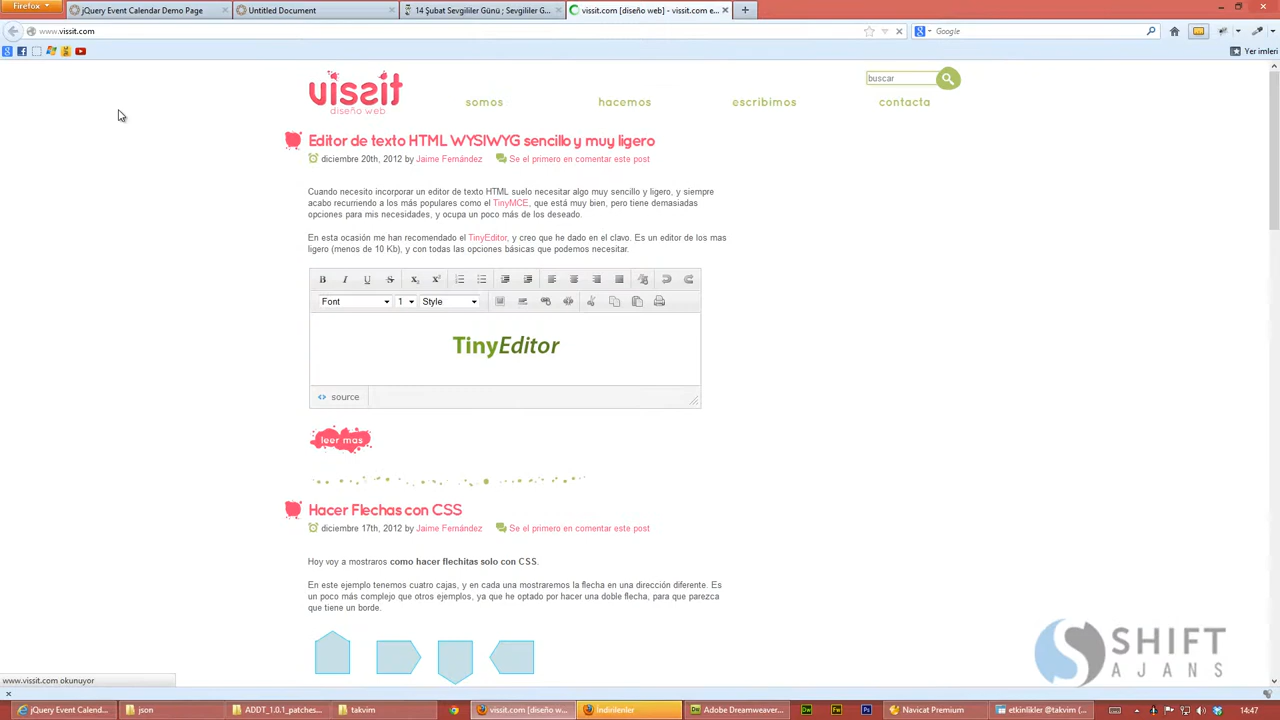 Firefox
jQuery Event Calendar Demo Page
Untitled Document
14 Şubat Sevgililer Günü ; Sevgililer G...
vissit.com [diseño web] - vissit.com e...
www.vissit.com
Google
Yer imleri
vissit
diseño web
buscar
somos
hacemos
escribimos
contacta
Editor de texto HTML WYSIWYG sencillo y muy ligero
diciembre 20th, 2012 by Jaime Fernández
Se el primero en comentar este post
Cuando necesito incorporar un editor de texto HTML suelo necesitar algo muy sencillo y ligero, y siempre
acabo recurriendo a los más populares como el TinyMCE, que está muy bien, pero tiene demasiadas
opciones para mis necesidades, y ocupa un poco más de los deseado.
En esta ocasión me han recomendado el TinyEditor, y creo que he dado en el clavo. Es un editor de los mas
ligero (menos de 10 Kb), y con todas las opciones básicas que podemos necesitar.
Font
1
Style
TinyEditor
source
leer mas
Hacer Flechas con CSS
diciembre 17th, 2012 by Jaime Fernández
Se el primero en comentar este post
Hoy voy a mostraros como hacer flechitas solo con CSS.
En este ejemplo tenemos cuatro cajas, y en cada una mostraremos la flecha en una dirección diferente. Es
un poco más complejo que otros ejemplos, ya que he optado por hacer una doble flecha, para que parezca
que tiene un borde.
SHIFT
AJANS
www.vissit.com okunuyor
jQuery Event Calend...
json
ADDT_1.0.1_patches...
takvim
vissit.com [diseño w...
İndirilenler
Adobe Dreamweaver...
Navicat Premium
etkinlikler @takvim (...
14:47